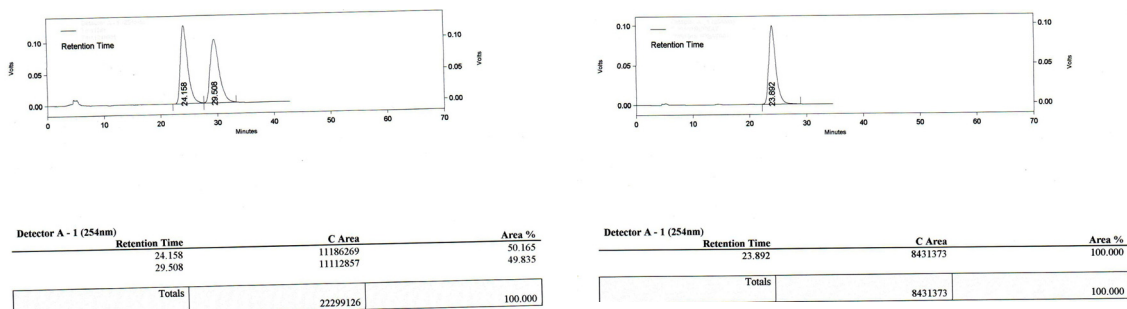 0.10
0.05
0.00
Volts
Retention Time
24.158
29.508
0.10
0.05
0.00
Volts
0 10 20 30 40 50 60 70
Minutes
0.10
0.05
0.00
Volts
Retention Time
23.892
0.10
0.05
0.00
Volts
0 10 20 30 40 50 60 70
Minutes
Detector A - 1 (254nm)
Retention Time C Area Area %
24.158 11186269 50.165
29.508 11112857 49.835
Totals
22299126 100.000
Detector A - 1 (254nm)
Retention Time C Area Area %
23.892 8431373 100.000
Totals
8431373 100.000